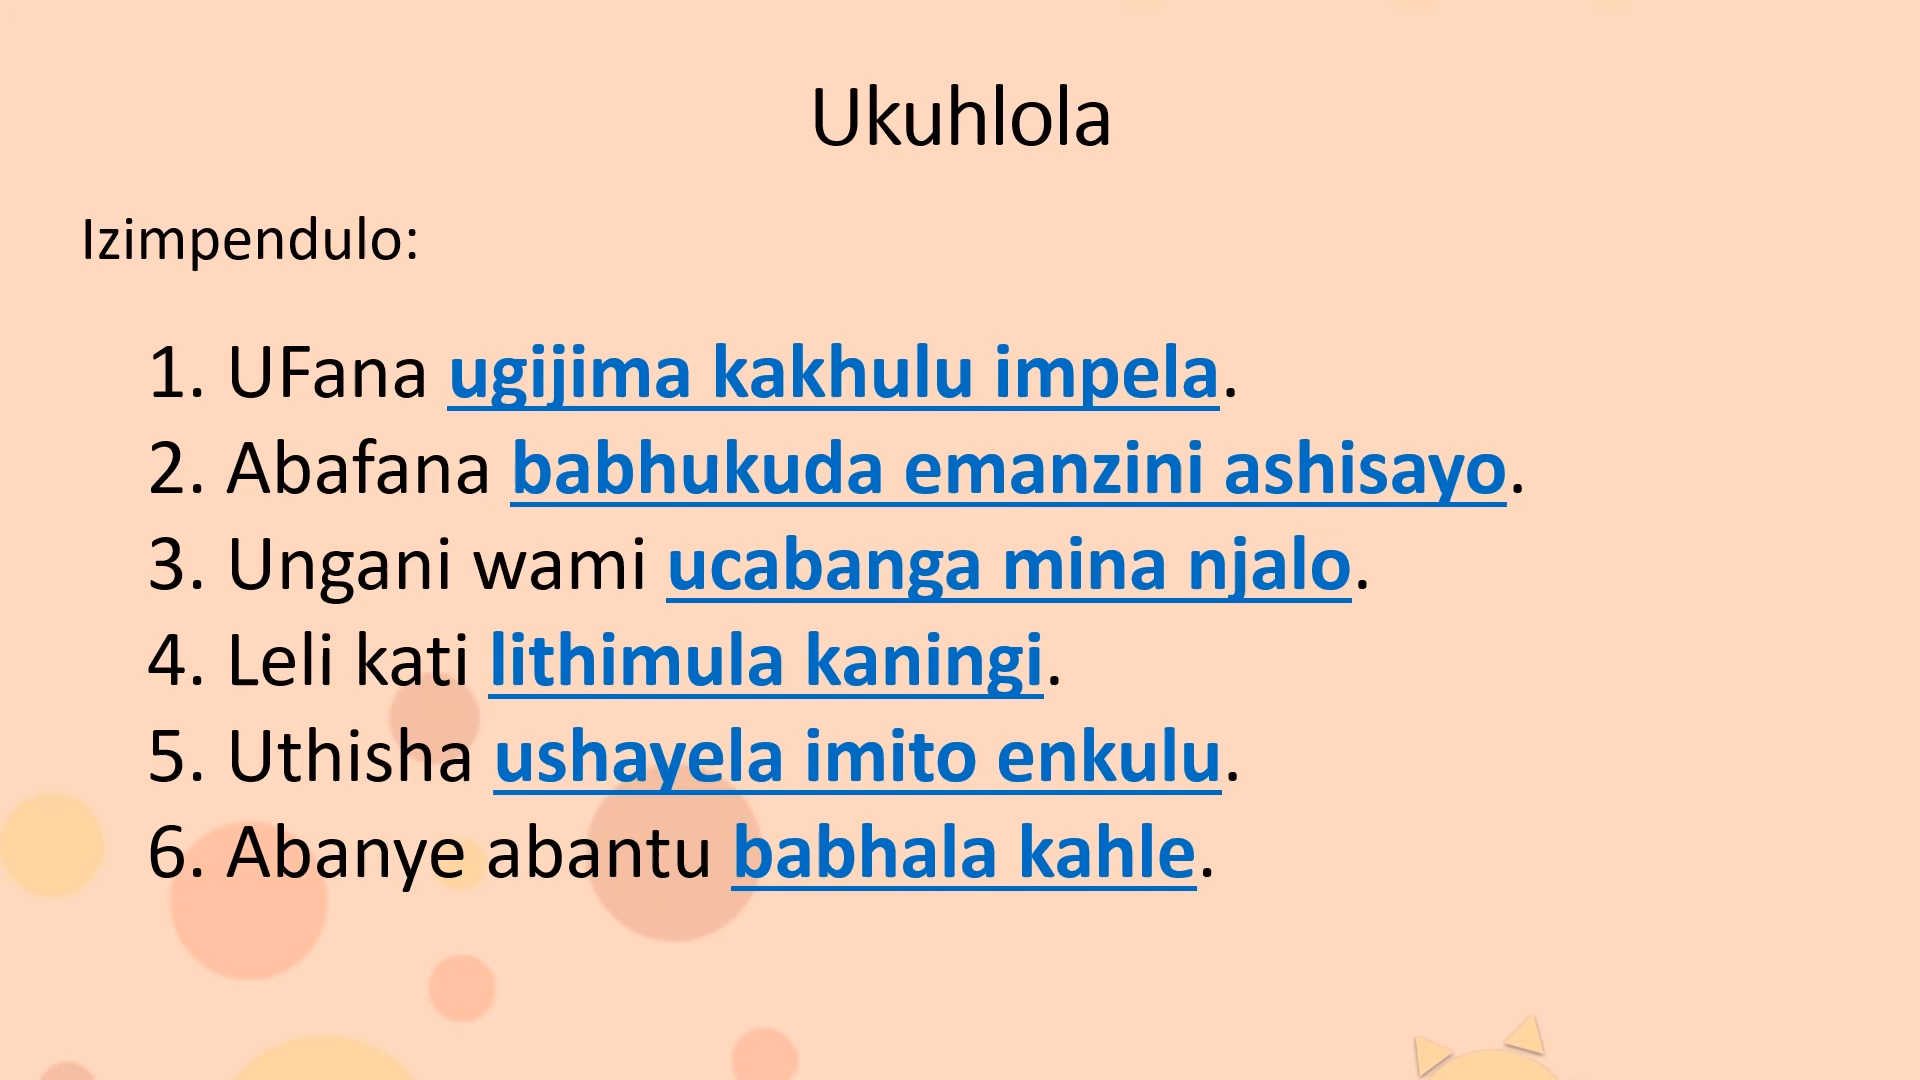 Ukuhlola
Izimpendulo:
1. UFana ugijima kakhulu impela.
2. Abafana babhukuda emanzini ashisayo.
3. Ungani wami ucabanga mina njalo.
4. Leli kati lithimula kaningi.
5. Uthisha ushayela imito enkulu.
6. Abanye abantu babhala kahle.